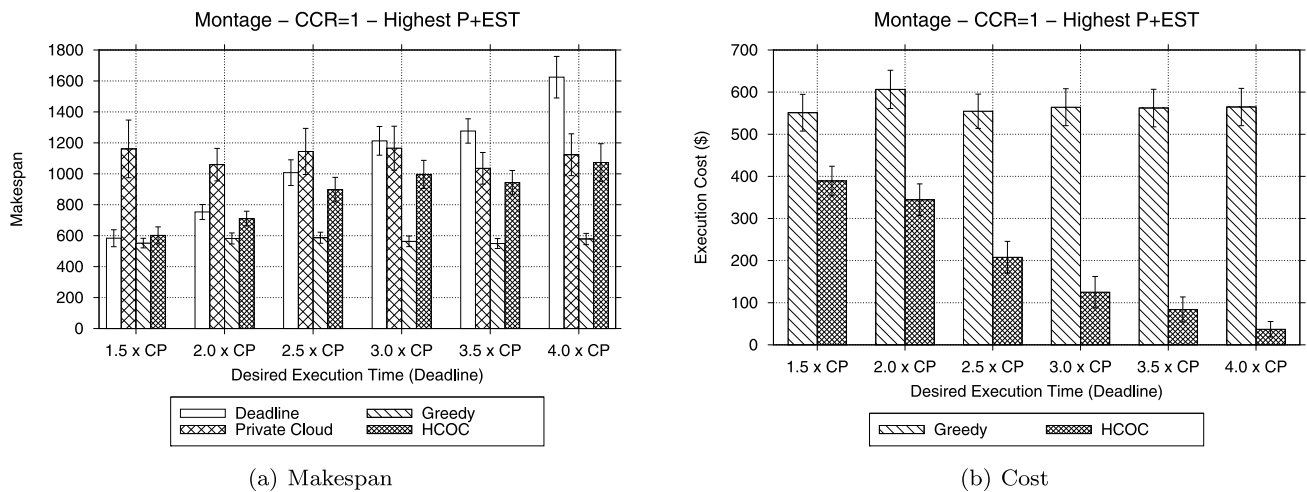 Montage – CCR=1 – Highest P+EST
1800
1600
1400
1200
1000
800
600
400
200
0
Makespan
1.5 x CP 2.0 x CP 2.5 x CP 3.0 x CP 3.5 x CP 4.0 x CP
Desired Execution Time (Deadline)
Deadline Greedy
Private Cloud HCOC
(a) Makespan
Montage – CCR=1 – Highest P+EST
700
600
500
400
300
200
100
0
Execution Cost ($)
1.5 x CP 2.0 x CP 2.5 x CP 3.0 x CP 3.5 x CP 4.0 x CP
Desired Execution Time (Deadline)
Greedy HCOC
(b) Cost